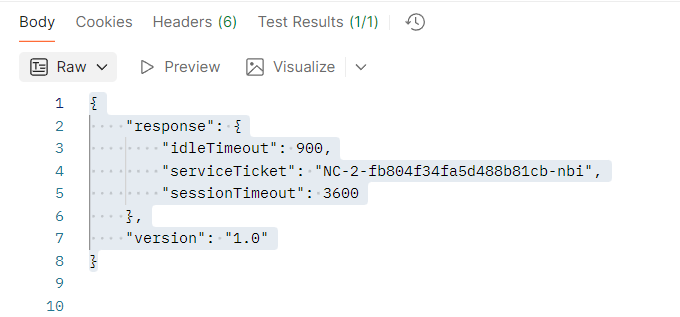 Body Cookies Headers (6) Test Results (1/1)
Raw Preview Visualize
1 {
2 "response": {
3 "idleTimeout": 900,
4 "serviceTicket": "NC-2-fb804f34fa5d488b81cb-nbi",
5 "sessionTimeout": 3600
6 },
7 "version": "1.0"
8 }
9
10